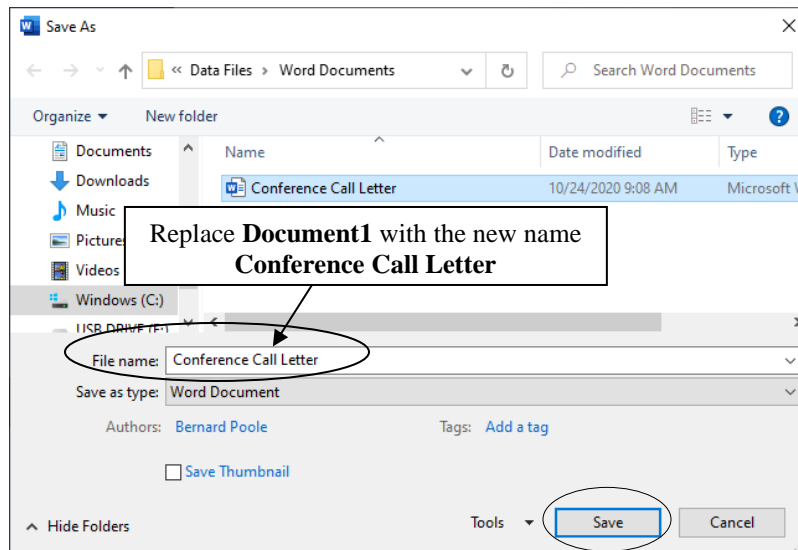 Save As
« Data Files › Word Documents
Search Word Documents
Organize
New folder
Documents
Name
Date modified
Type
Downloads
Conference Call Letter
10/24/2020 9:08 AM
Microsoft
Music
Replace Document1 with the new name
Conference Call Letter
Pictures
Videos
Windows (C:)
USB DRIVE (E:)
File name:
Conference Call Letter
Save as type:
Word Document
Authors:
Bernard Poole
Tags:
Add a tag
Save Thumbnail
Hide Folders
Tools
Save
Cancel